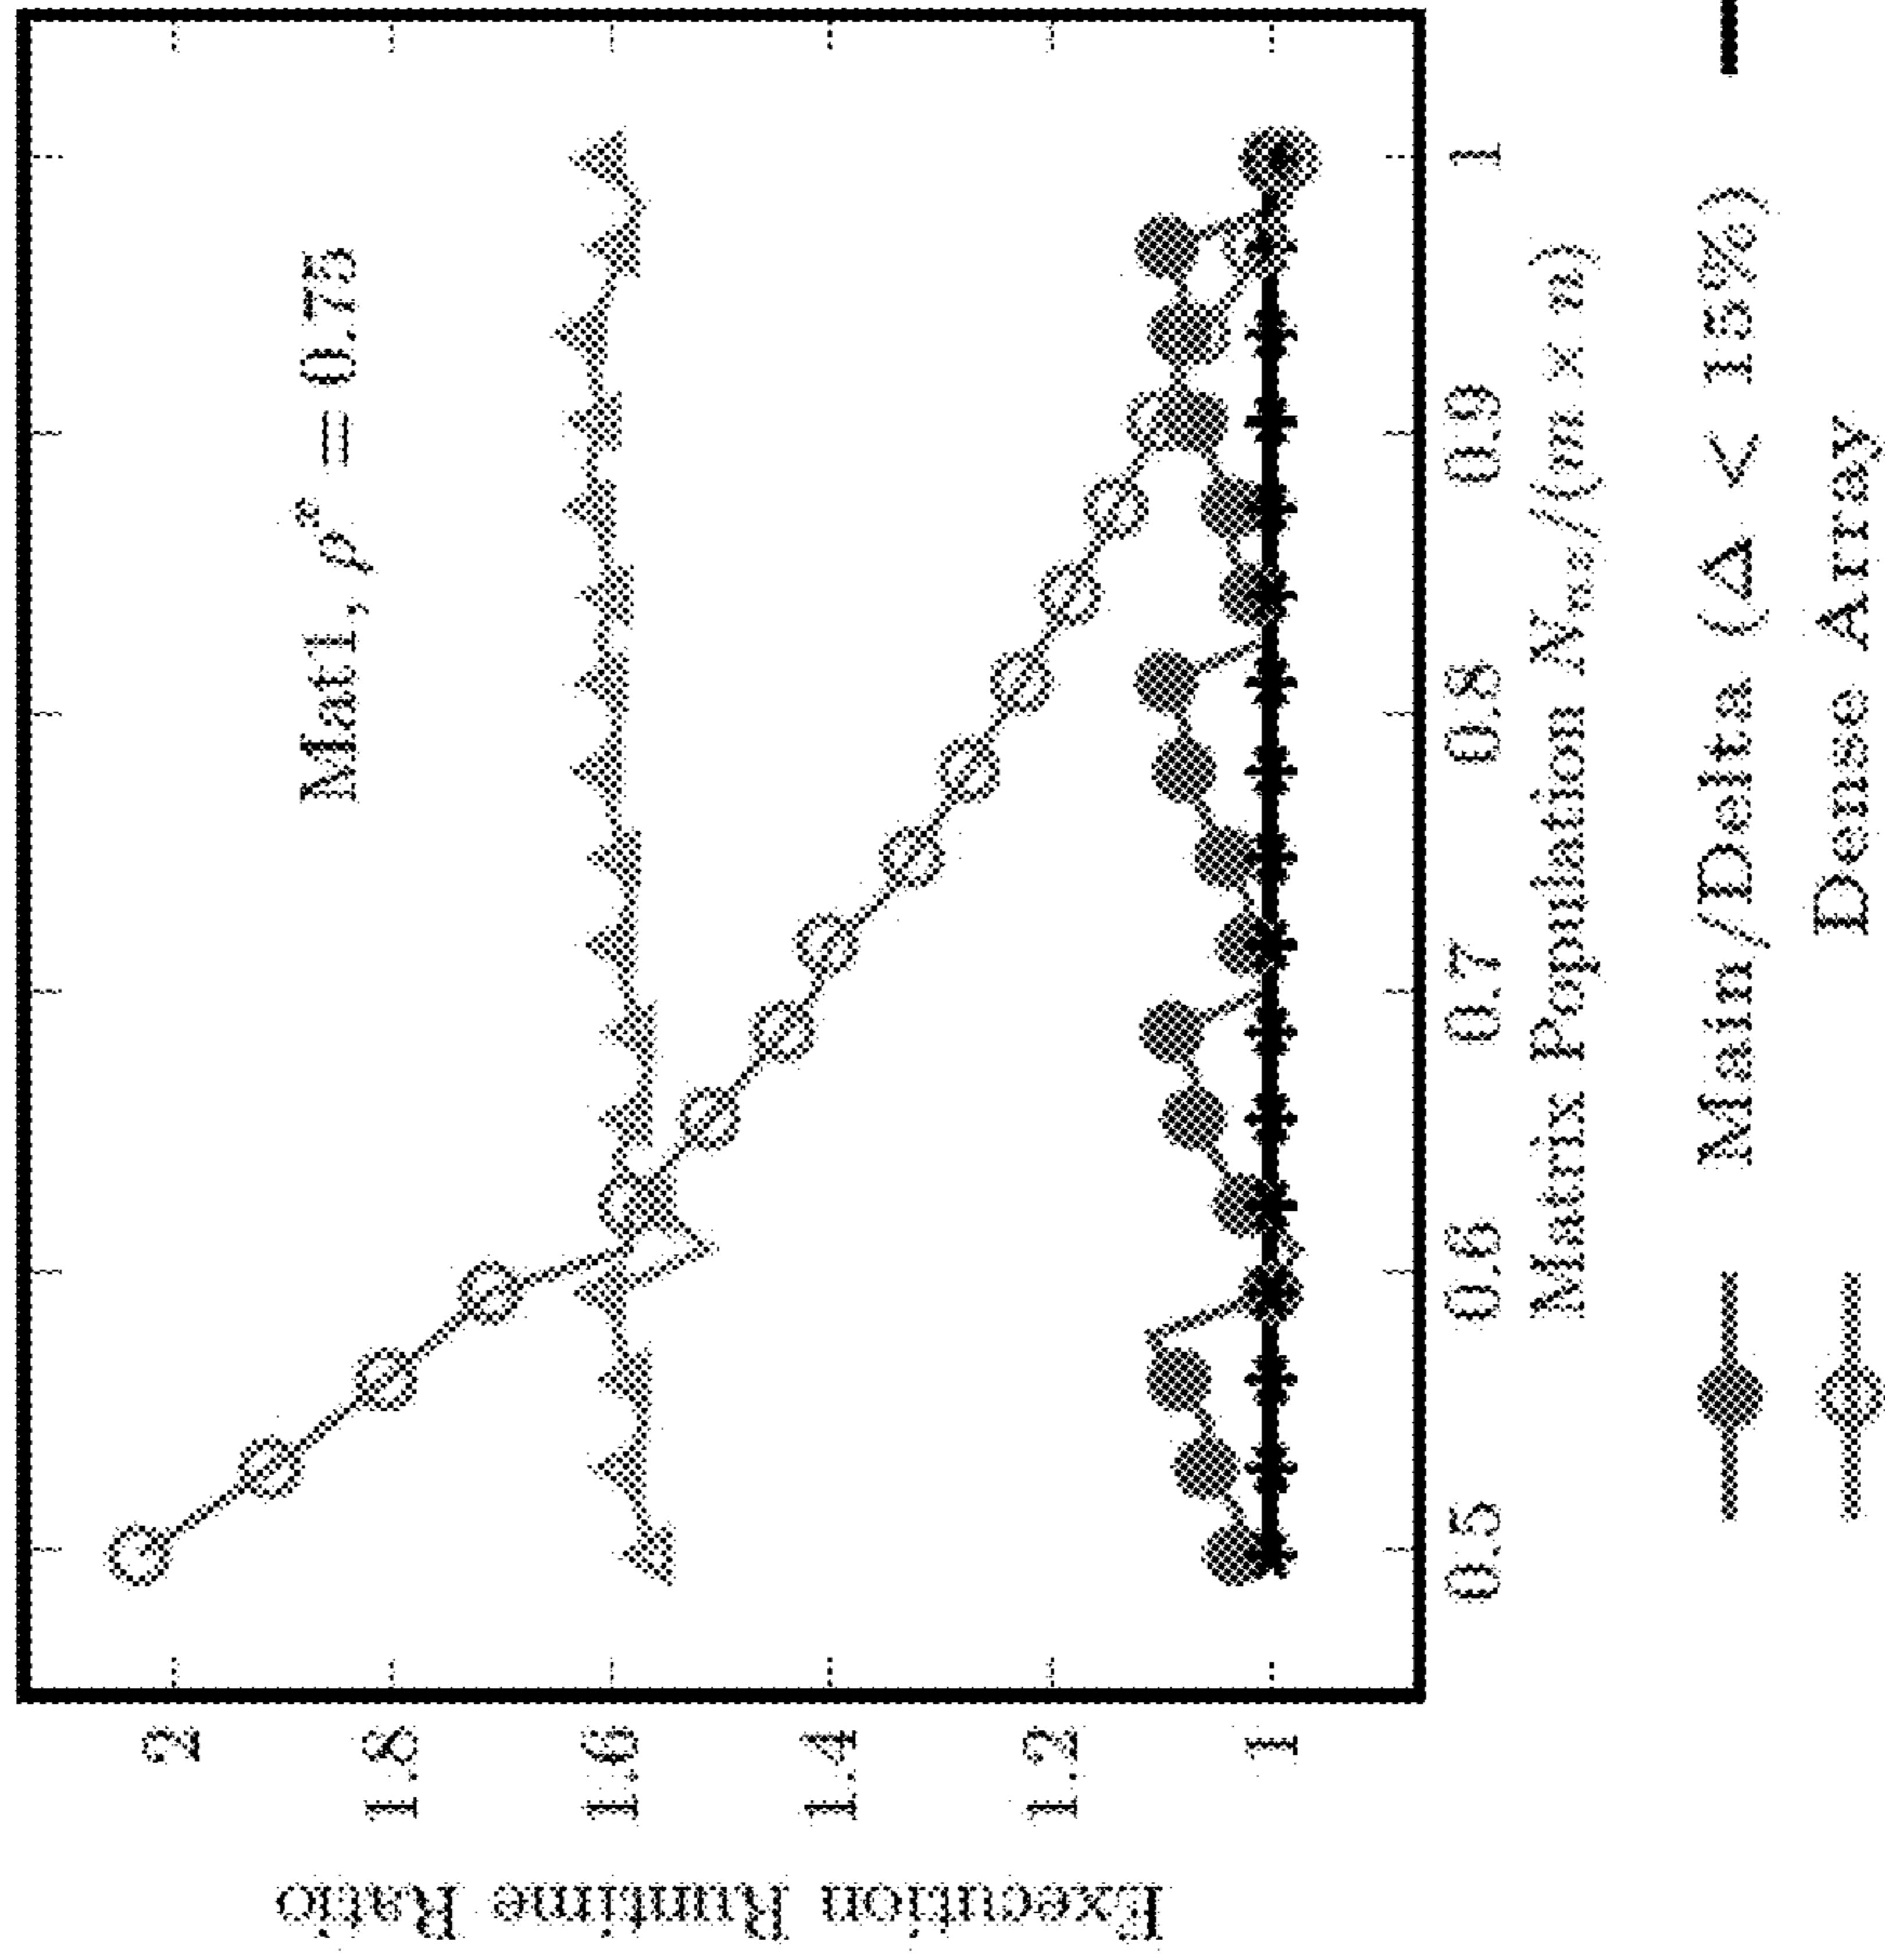 Mat1, ρ* = 0.75
Execution Runtime Ratio
2
1.8
1.6
1.4
1.2
1
0.5 0.6 0.7 0.8 0.9 1
Matrix Population Nₙz/(m × n)
Main/Delta (Δ < 15%)
Dense Array